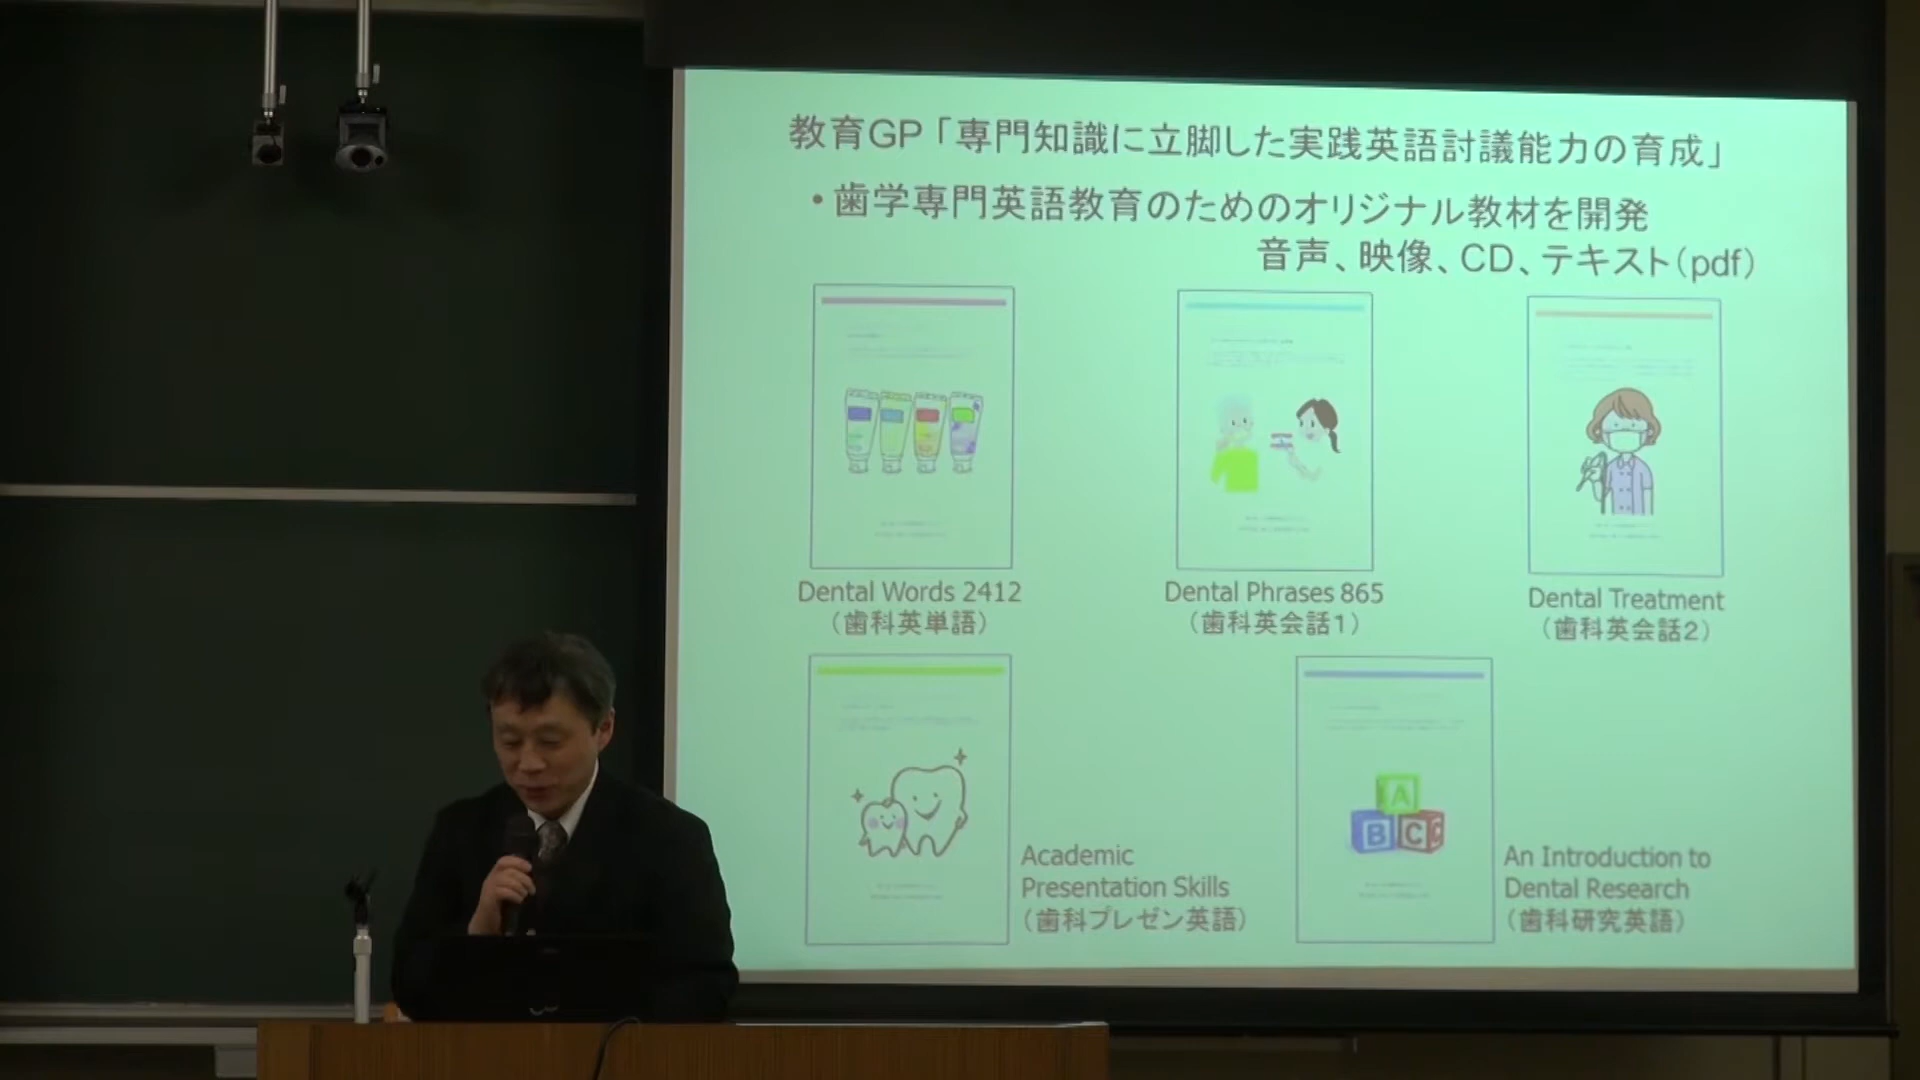 教育GP「専門知識に立脚した実践英語討議能力の育成」
・歯学専門英語教育のためのオリジナル教材を開発
音声、映像、CD、テキスト(pdf)
Dental Words 2412
(歯科英単語)
Dental Phrases 865
(歯科英会話1)
Dental Treatment
(歯科英会話2)
Academic
Presentation Skills
(歯科プレゼン英語)
A
B
C
An Introduction to
Dental Research
(歯科研究英語)